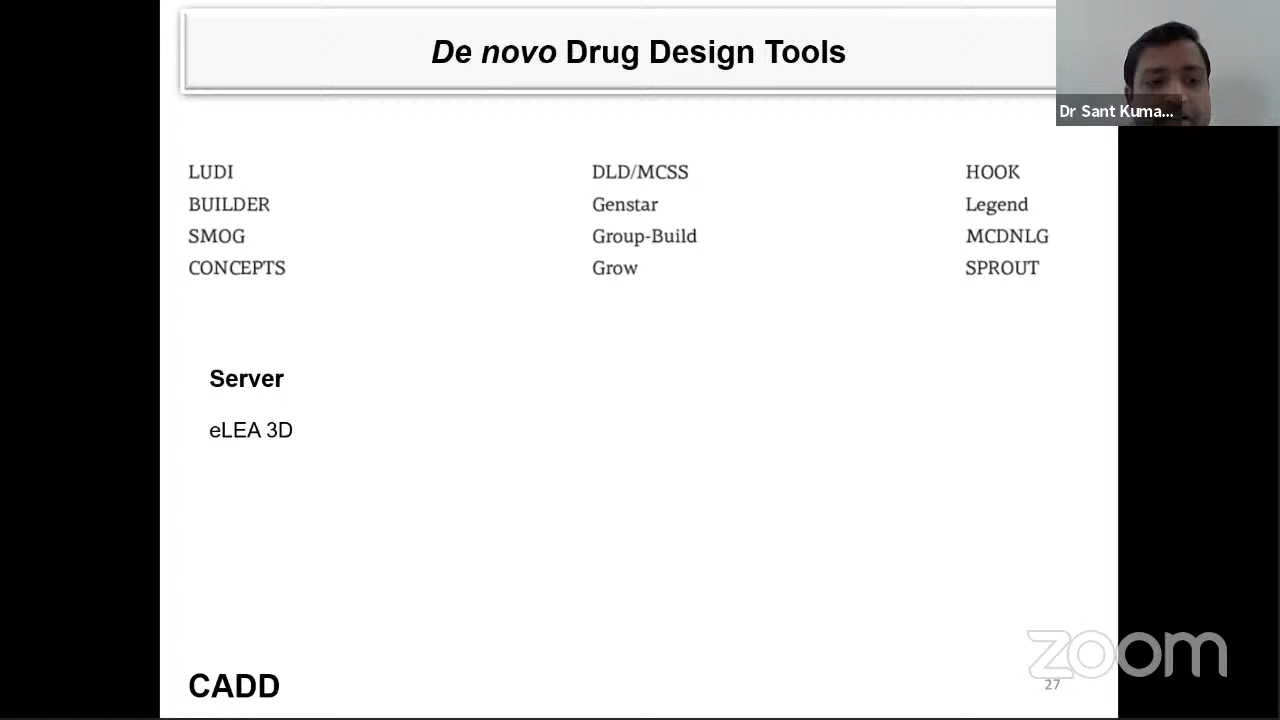 De novo Drug Design Tools
Dr Sant Kuma...
LUDI DLD/MCSS HOOK
BUILDER Genstar Legend
SMOG Group-Build MCDNLG
CONCEPTS Grow SPROUT
Server
eLEA 3D
zoom
CADD 27